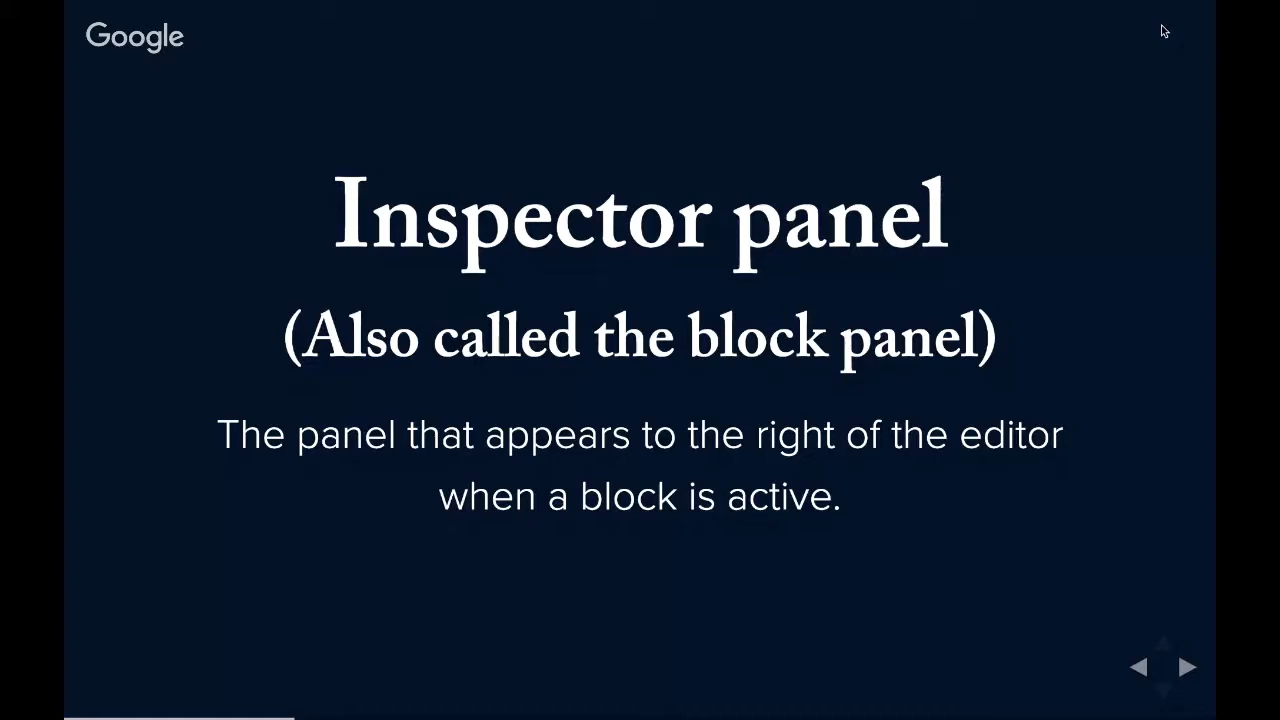 Google
Inspector panel
(Also called the block panel)
The panel that appears to the right of the editor
when a block is active.